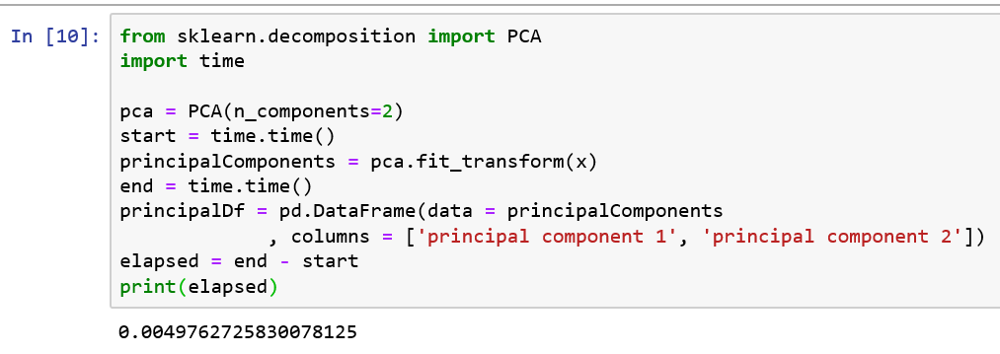 In [10]: from sklearn.decomposition import PCA
import time
pca = PCA(n_components=2)
start = time.time()
principalComponents = pca.fit_transform(x)
end = time.time()
principalDf = pd.DataFrame(data = principalComponents
, columns = ['principal component 1', 'principal component 2'])
elapsed = end - start
print(elapsed)
0.0049762725830078125